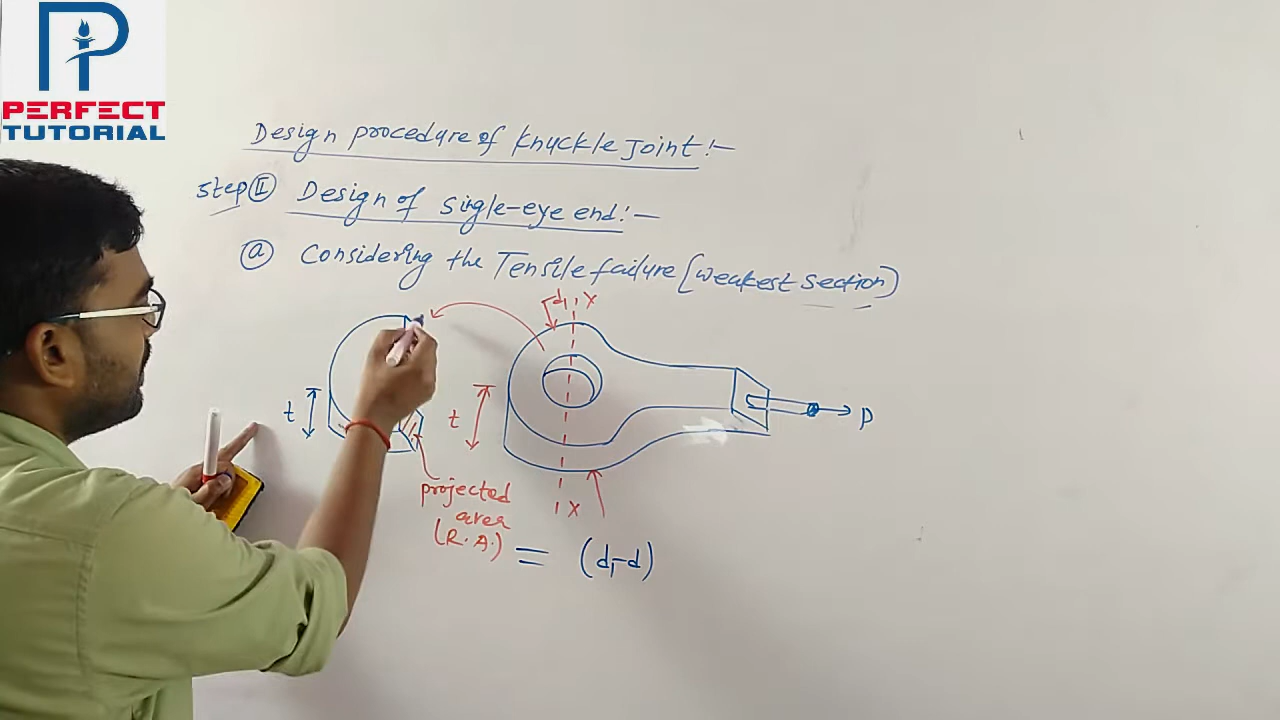 PERFECT
TUTORIAL
Design procedure of Knuckle Joint :-
Step II Design of Single-eye end :-
a Considering the Tensile failure [weakest section)
d1 X
t
t
P
X
projected
area
(R.A.) = (d1-d)